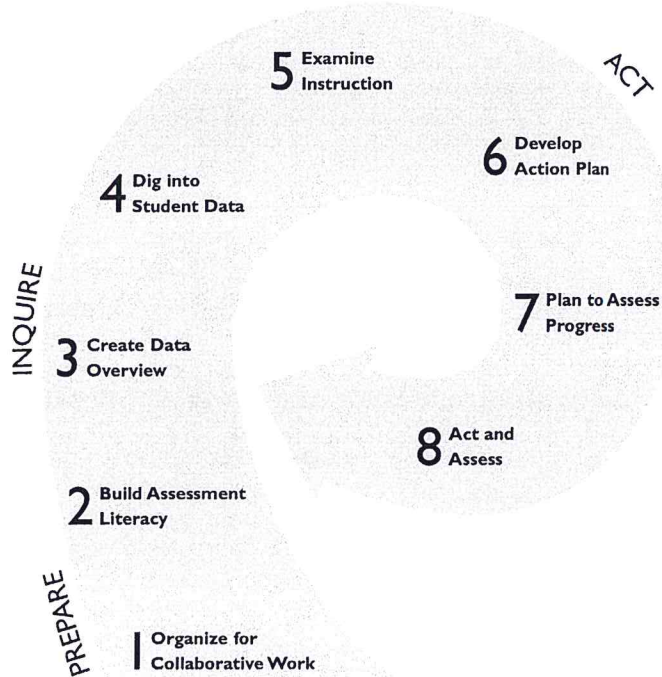 PREPARE
1 Organize for
Collaborative Work
2 Build Assessment
Literacy
INQUIRE
3 Create Data
Overview
4 Dig into
Student Data
5 Examine
Instruction
ACT
6 Develop
Action Plan
7 Plan to Assess
Progress
8 Act and
Assess